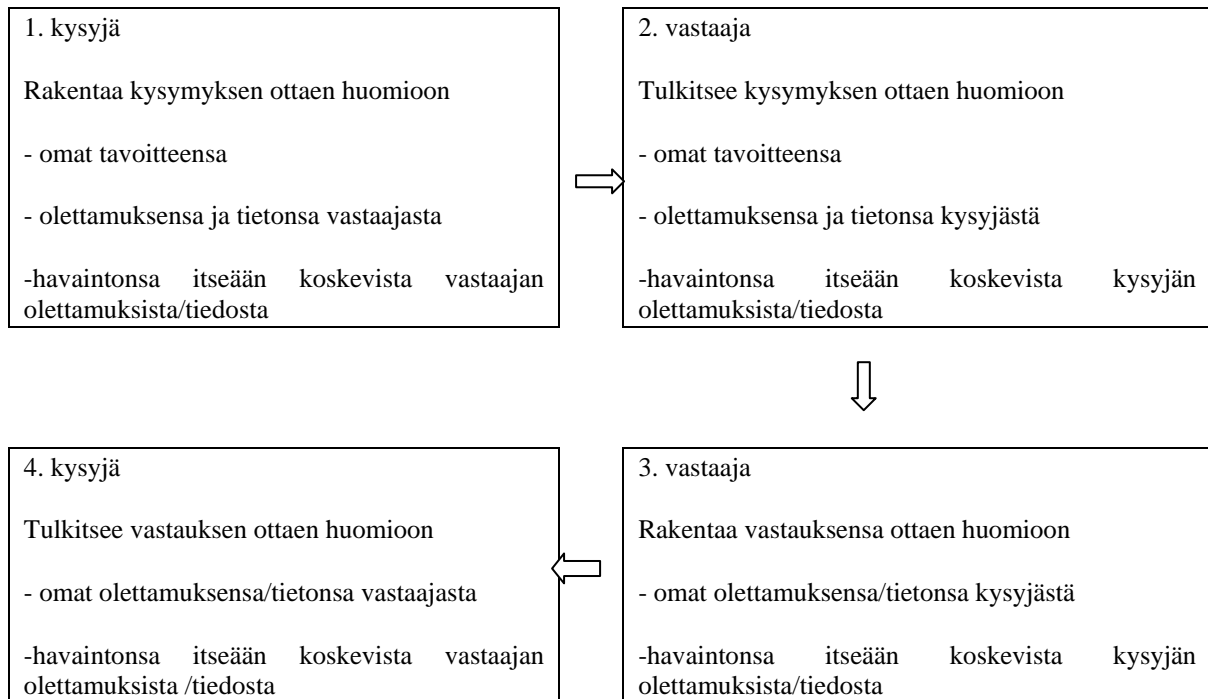 1. kysyjä
Rakentaa kysymyksen ottaen huomioon
- omat tavoitteensa
- olettamuksensa ja tietonsa vastaajasta
-havaintonsa itseään koskevista vastaajan
olettamuksista/tiedosta
2. vastaaja
Tulkitsee kysymyksen ottaen huomioon
- omat tavoitteensa
- olettamuksensa ja tietonsa kysyjästä
-havaintonsa itseään koskevista kysyjän
olettamuksista/tiedosta
4. kysyjä
Tulkitsee vastauksen ottaen huomioon
- omat olettamuksensa/tietonsa vastaajasta
-havaintonsa itseään koskevista vastaajan
olettamuksista /tiedosta
3. vastaaja
Rakentaa vastauksensa ottaen huomioon
- omat olettamuksensa/tietonsa kysyjästä
-havaintonsa itseään koskevista kysyjän
olettamuksista/tiedosta